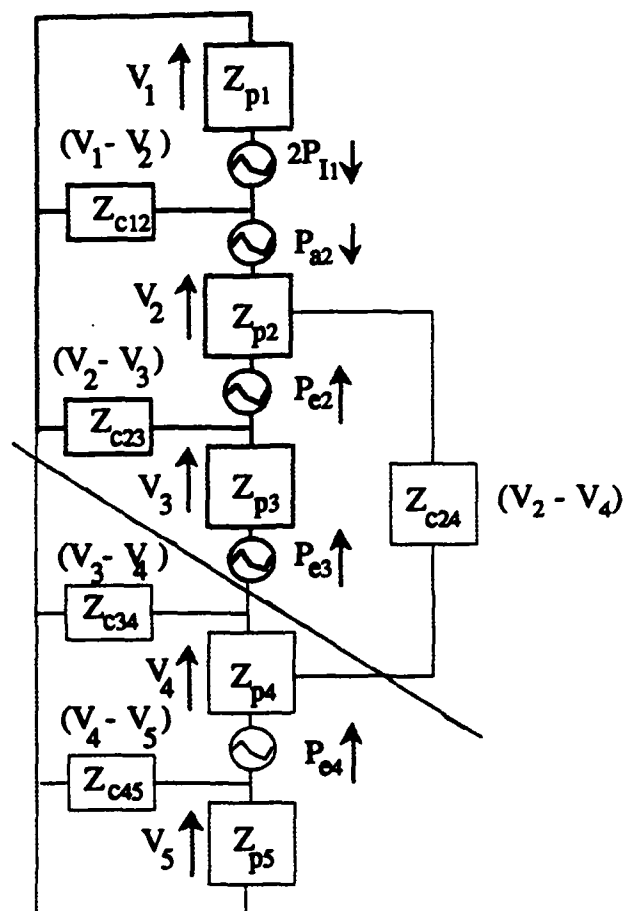 V1 Zp1
(V1 - V2) 2PI1
Zc12
Pa2
V2 Zp2
(V2 - V3) Pe2
Zc23
V3 Zp3 Zc24 (V2 - V4)
(V3 - V4) Pe3
Zc34
V4 Zp4
(V4 - V5)
Pe4
Zc45
V5 Zp5